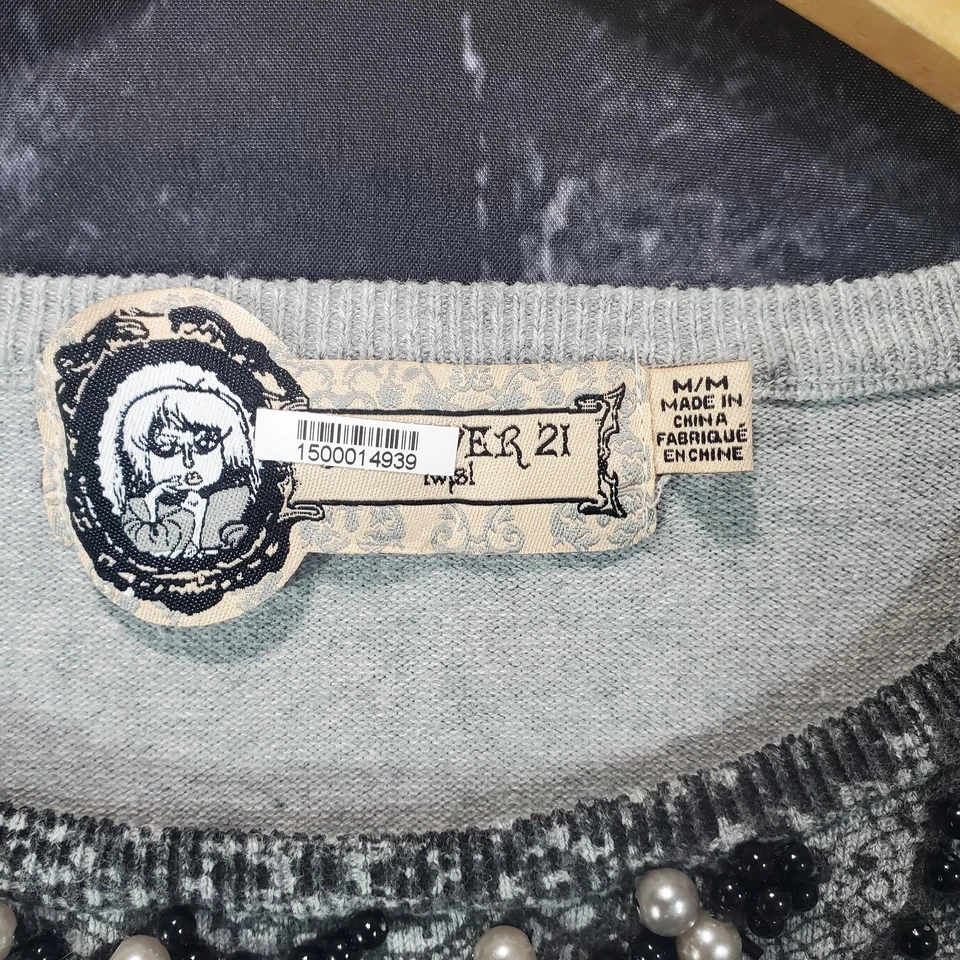 1500014939
ER 21
M/M
MADE IN
CHINA
FABRIQUÉ
EN CHINE